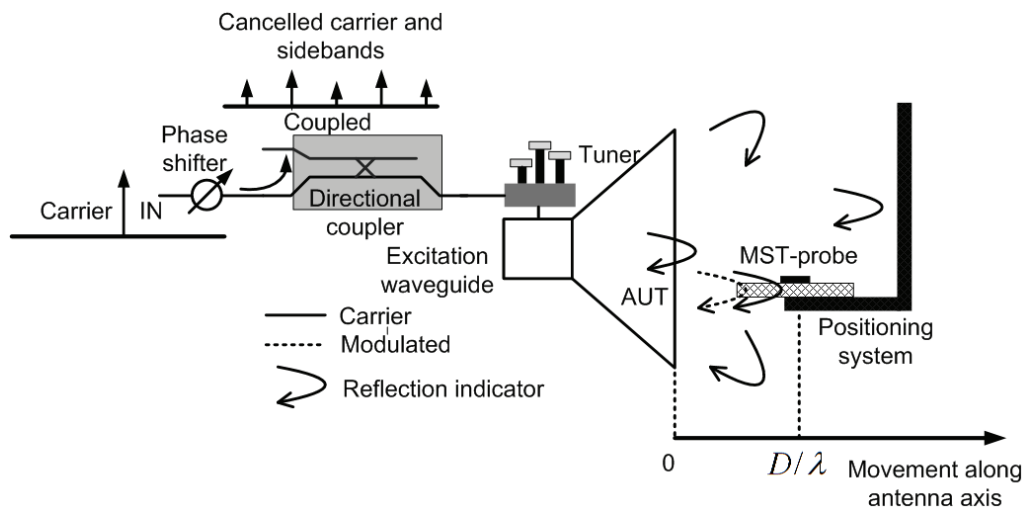 Cancelled carrier and
sidebands
Coupled
Phase
shifter
Tuner
Carrier
IN
Directional
coupler
MST-probe
Excitation
waveguide
AUT
Positioning
system
Carrier
Modulated
Reflection indicator
0
D/λ
Movement along
antenna axis